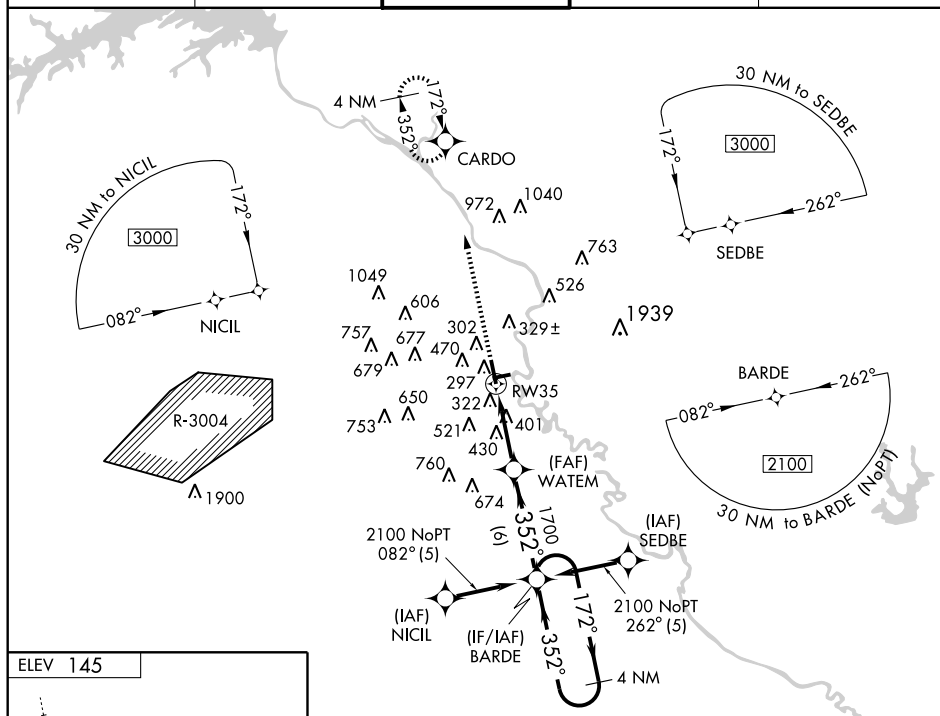 4 NM
172°
352°
CARDO
30 NM to NICIL
3000
172°
082°
NICIL
30 NM to SEDBE
3000
172°
262°
SEDBE
972
1040
763
526
1049
606
329±
1939
757
677
470
302
679
297
RW35
322
650
753
401
521
430
R-3004
1900
BARDE
082°
262°
2100
30 NM to BARDE (NoPT)
760
674
(FAF)
WATEM
1700
352°
(6)
2100 NoPT
082° (5)
(IAF)
SEDBE
2100 NoPT
262° (5)
(IAF)
NICIL
(IF/IAF)
BARDE
172°
352°
4 NM
ELEV 145